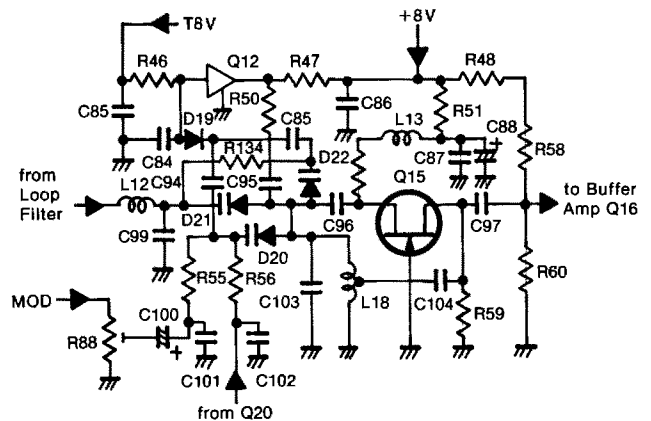 T8V
+8V
R46
Q12
R47
R48
R50
C85
D19
C86
R51
L13
C88
+
C84
C85
R134
D22
C87
R58
from
Loop
Filter
L12
C94
C95
Q15
to Buffer
Amp Q16
C99
D21
C96
C97
D20
R55
R56
C103
L18
C104
R60
R59
MOD
C100
R88
+
C101
C102
from Q20